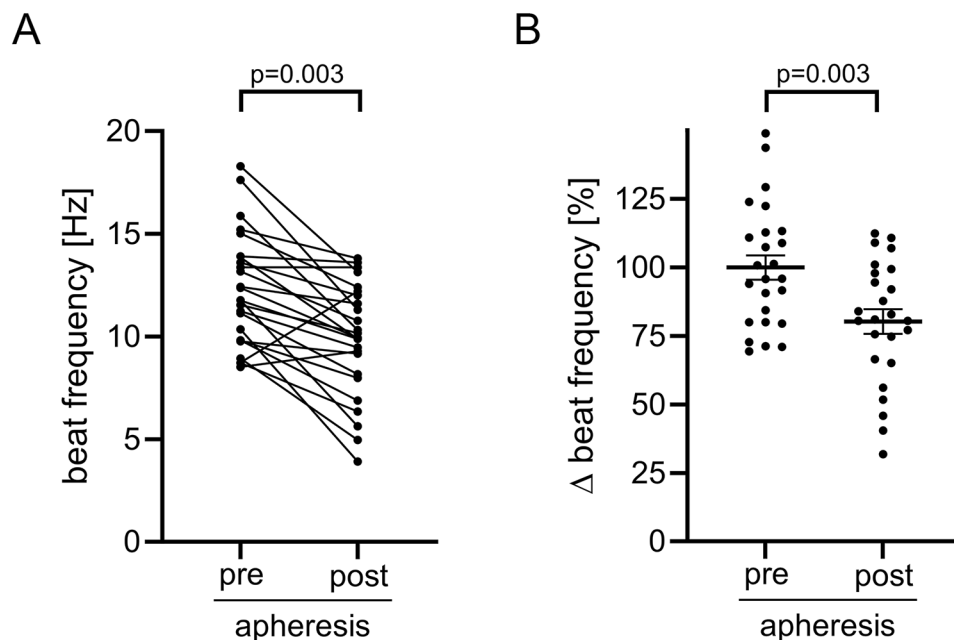 A
p=0.003
20
15
10
5
0
beat frequency [Hz]
pre post
apheresis
B
p=0.003
125
100
75
50
25
0
Δ beat frequency [%]
pre post
apheresis